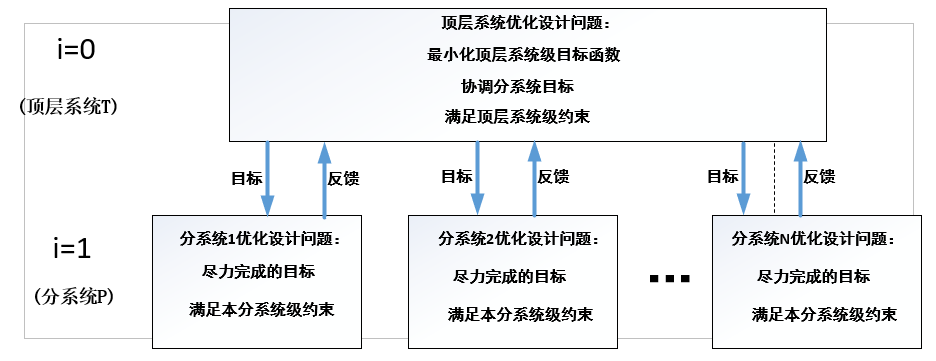 顶层系统优化设计问题：
i=0
最小化顶层系统级目标函数
协调分系统目标
(顶层系统T)
满足顶层系统级约束
目标
反馈
目标
反馈
目标
反馈
i=1
(分系统P)
分系统1优化设计问题：
尽力完成的目标
满足本分系统级约束
分系统2优化设计问题：
尽力完成的目标
满足本分系统级约束
...
分系统N优化设计问题：
尽力完成的目标
满足本分系统级约束